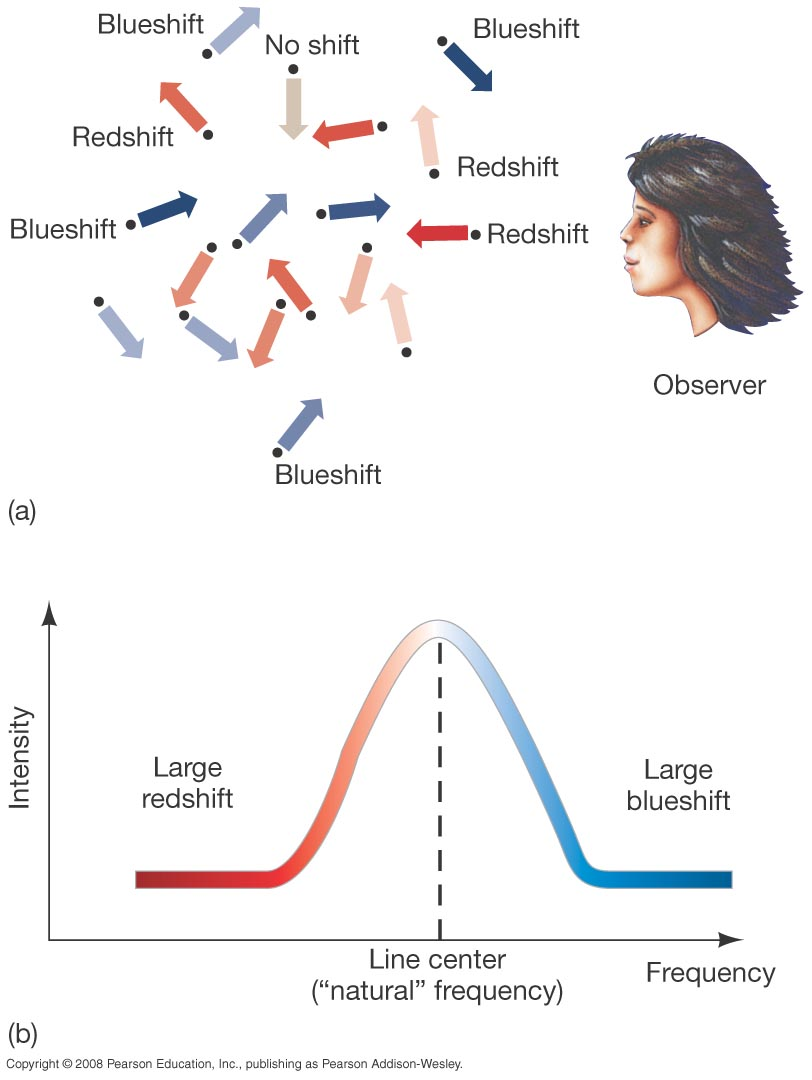 Blueshift
No shift
Blueshift
Redshift
Redshift
Blueshift
Redshift
Observer
Blueshift
(a)
Intensity
Large
redshift
Large
blueshift
Line center
("natural" frequency)
Frequency
(b)
Copyright © 2008 Pearson Education, Inc., publishing as Pearson Addison-Wesley.